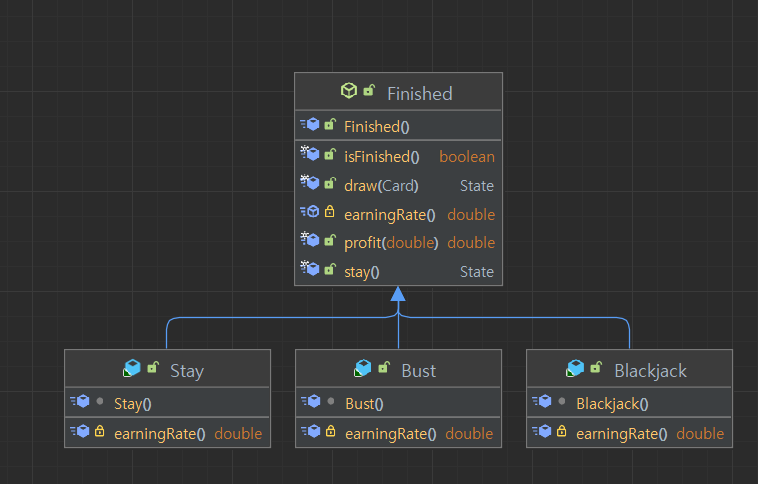 Finished
Finished()
isFinished() boolean
draw(Card) State
earningRate() double
profit(double) double
stay() State
Stay
Stay()
earningRate() double
Bust
Bust()
earningRate() double
Blackjack
Blackjack()
earningRate() double